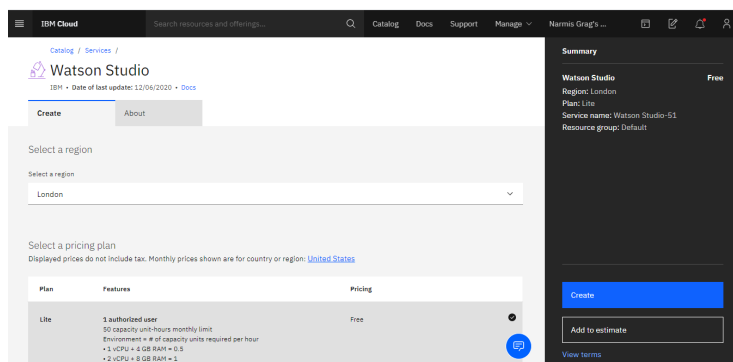 IBM Cloud
Search resources and offerings...
Catalog
Docs
Support
Manage
Narmis Grag's ...
Catalog / Services /
Watson Studio
IBM • Date of last update: 12/06/2020 • Docs
Create
About
Select a region
Select a region
London
Select a pricing plan
Displayed prices do not include tax. Monthly prices shown are for country or region: United States
Plan
Features
Pricing
Lite
1 authorized user
Free
50 capacity unit-hours monthly limit
Environment = # of capacity units required per hour
• 1 vCPU + 4 GB RAM = 0.5
• 2 vCPU + 8 GB RAM = 1
Summary
Watson Studio
Free
Region: London
Plan: Lite
Service name: Watson Studio-51
Resource group: Default
Create
Add to estimate
View terms